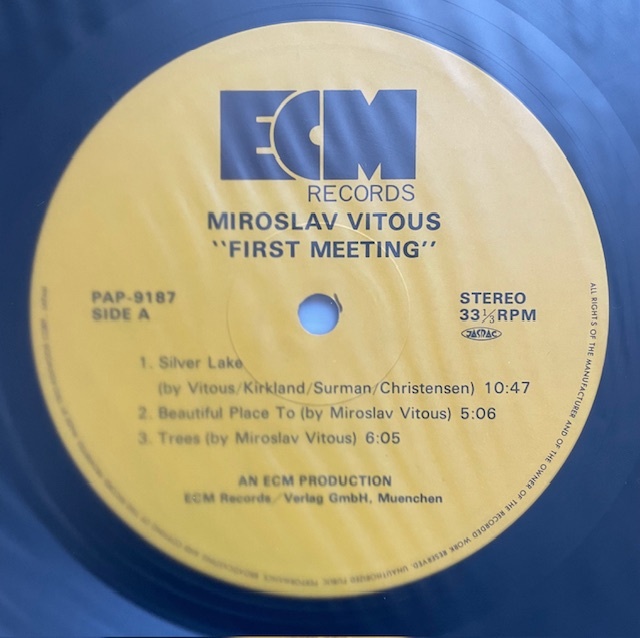 ECM
RECORDS
MIROSLAV VITOUS
"FIRST MEETING"
PAP-9187
SIDE A
STEREO
33⅓ RPM
JASRAC
1. Silver Lake
(by Vitous/Kirkland/Surman/Christensen) 10:47
2. Beautiful Place To (by Miroslav Vitous) 5:06
3. Trees (by Miroslav Vitous) 6:05
AN ECM PRODUCTION
ECM Records/Verlag GmbH, Muenchen
ALL RIGHTS OF THE MANUFACTURER AND OF THE OWNER OF THE RECORDED WORK RESERVED. UNAUTHORIZED PUBLIC PERFORMANCE, BROADCASTING AND COPYING OF